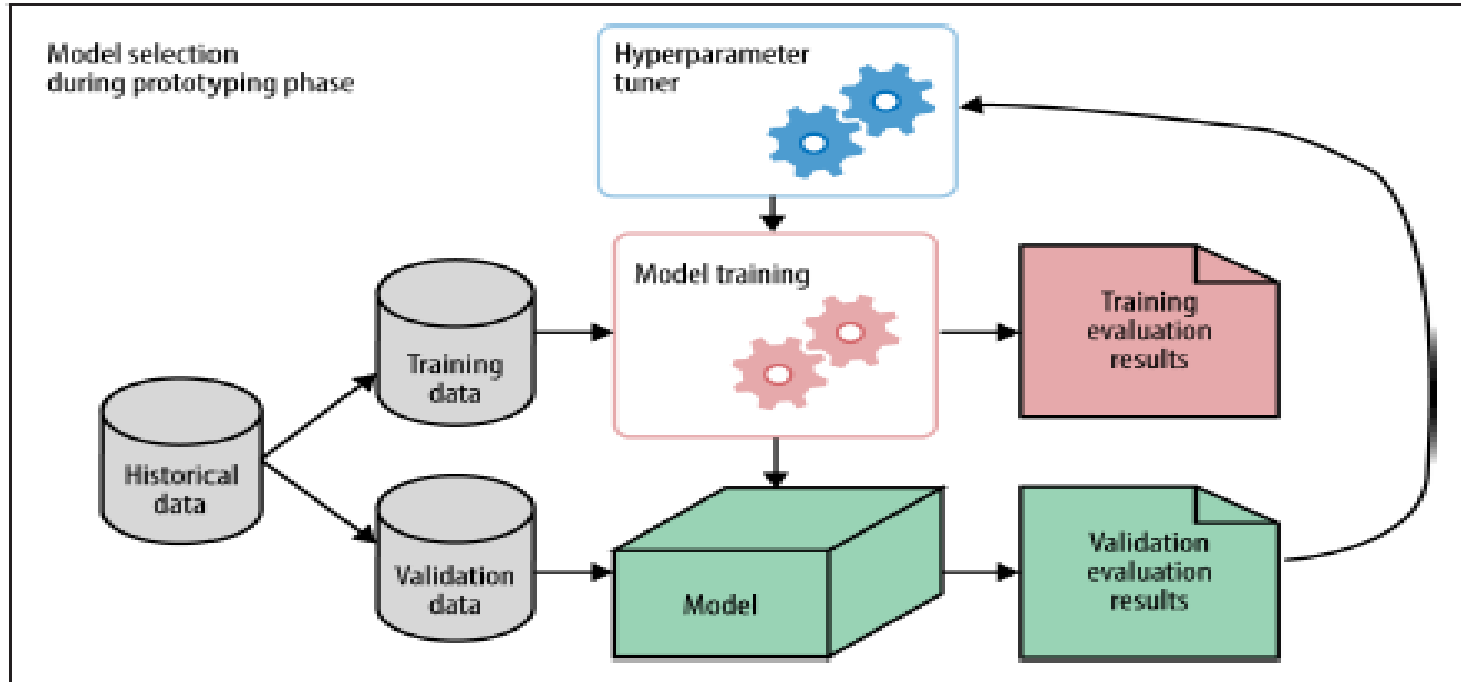 Model selection
during prototyping phase
Hyperparameter
tuner
Model training
Training
evaluation
results
Training
data
Historical
data
Validation
data
Model
Validation
evaluation
results